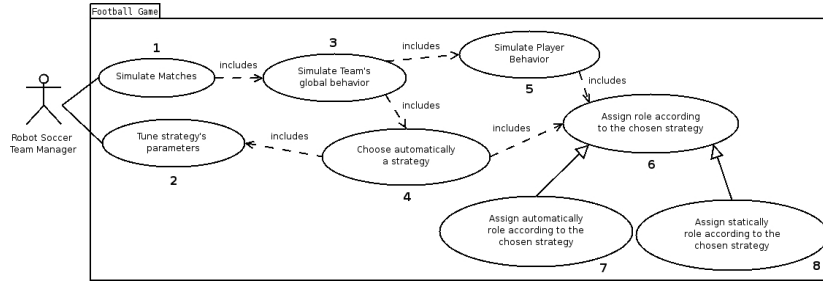 Football Game
1
Simulate Matches
includes
3
Simulate Team's
global behavior
includes
Simulate Player
Behavior
5
includes
includes
Robot Soccer
Team Manager
Tune strategy's
parameters
2
includes
Choose automatically
a strategy
4
includes
Assign role according
to the chosen strategy
6
Assign automatically
role according to the
chosen strategy
7
Assign statically
role according to the
chosen strategy
8